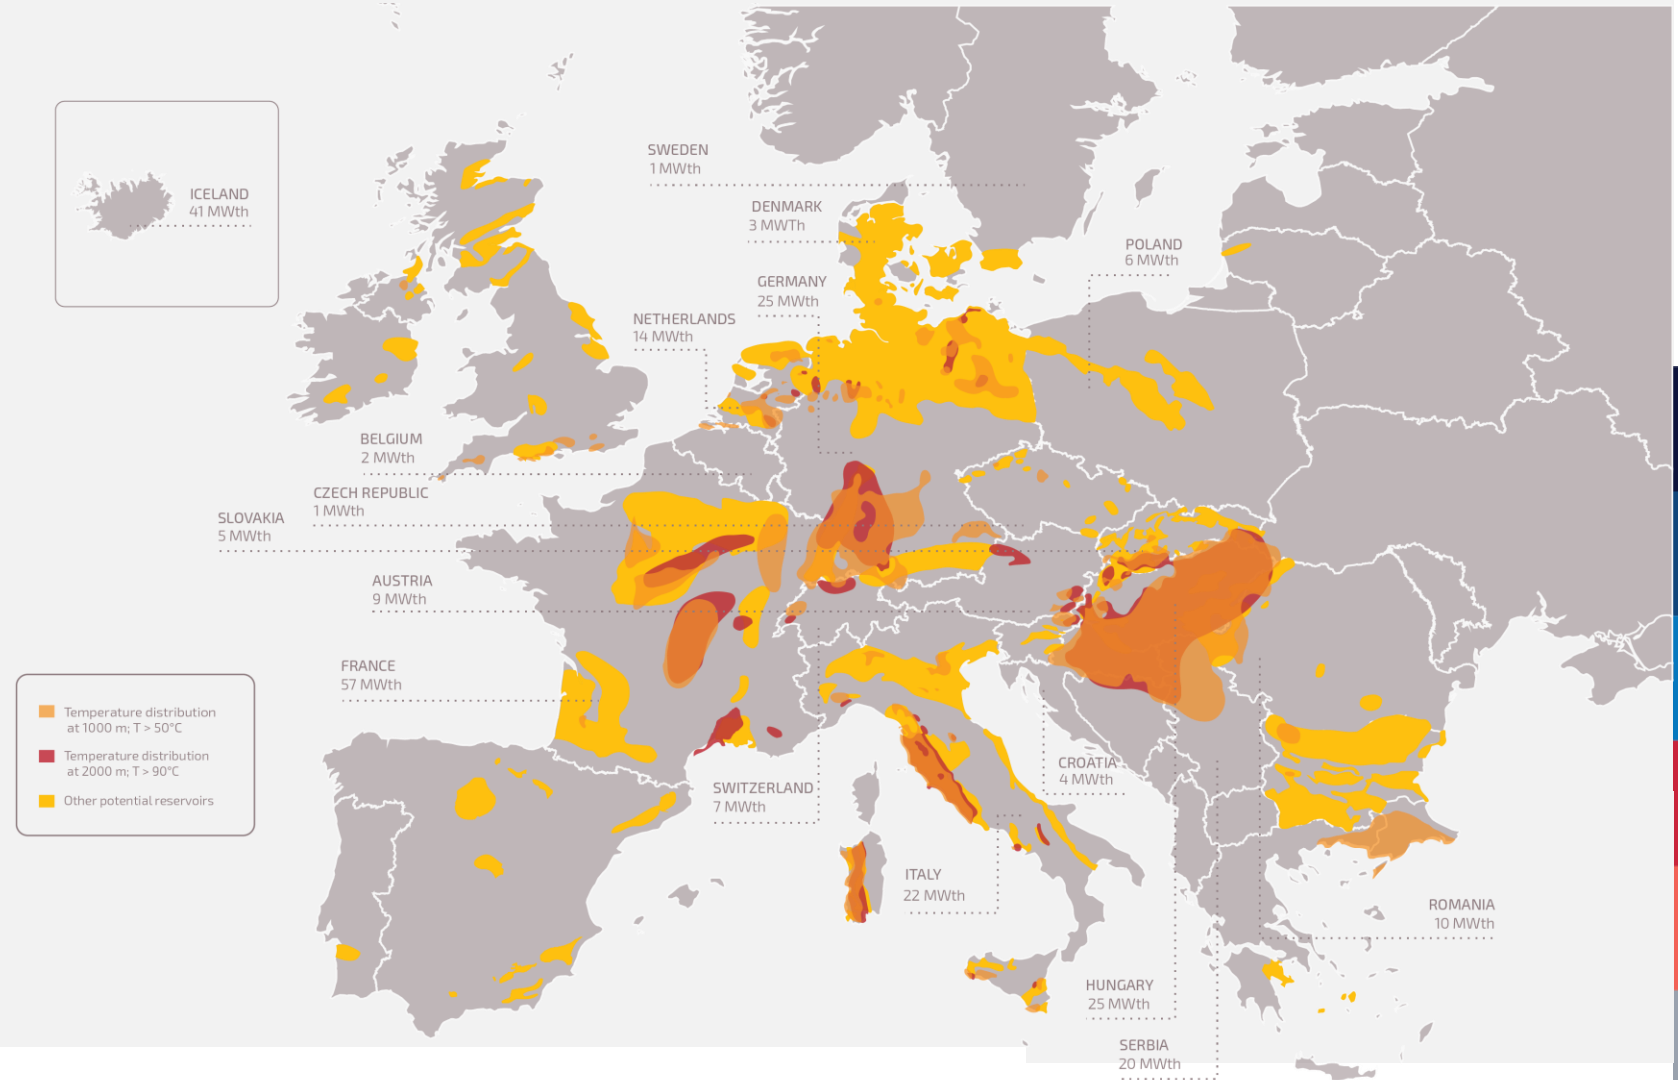 SWEDEN
1 MWth
ICELAND
41 MWth
DENMARK
3 MWTh
POLAND
6 MWth
GERMANY
25 MWth
NETHERLANDS
14 MWth
BELGIUM
2 MWth
CZECH REPUBLIC
1 MWth
SLOVAKIA
5 MWth
AUSTRIA
9 MWth
FRANCE
57 MWth
Temperature distribution
at 1000 m; T > 50°C
Temperature distribution
at 2000 m; T > 90°C
Other potential reservoirs
SWITZERLAND
7 MWth
CROATIA
4 MWth
ITALY
22 MWth
ROMANIA
10 MWth
HUNGARY
25 MWth
SERBIA
20 MWth